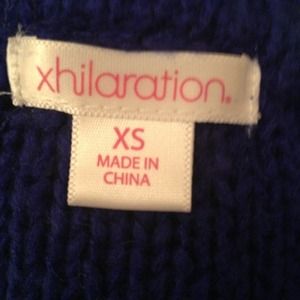 xhilaration.
XS
MADE IN
CHINA